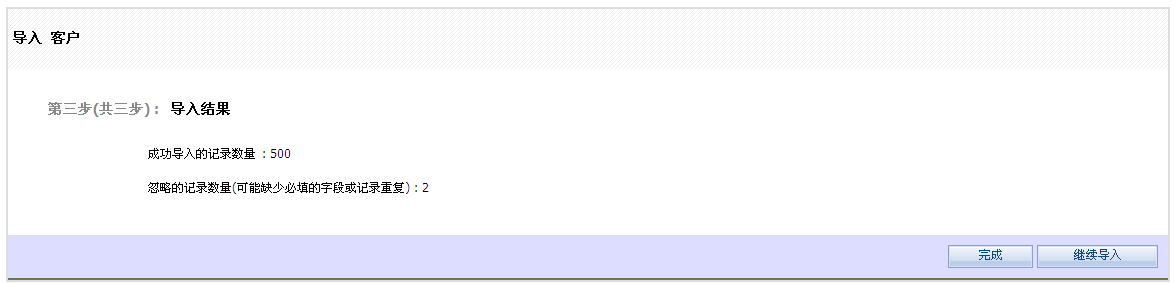 导入 客户
第三步(共三步)： 导入结果
成功导入的记录数量 ：500
忽略的记录数量(可能缺少必填的字段或记录重复)：2
完成 继续导入